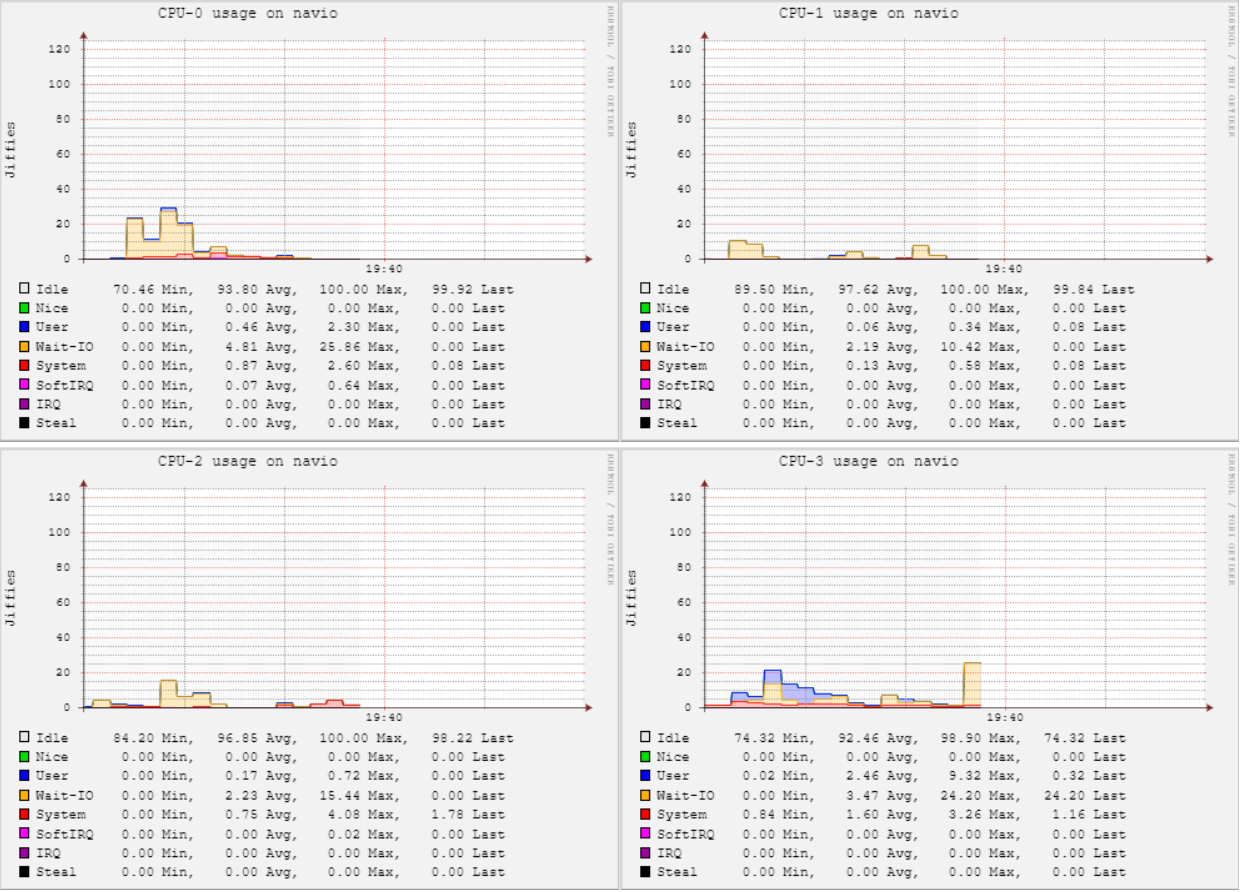 CPU-0 usage on navio
RRDTOOL / TOBI OETIKER
Jiffies
120
100
80
60
40
20
0
19:40
Idle 70.46 Min, 93.80 Avg, 100.00 Max, 99.92 Last
Nice 0.00 Min, 0.00 Avg, 0.00 Max, 0.00 Last
User 0.00 Min, 0.46 Avg, 2.30 Max, 0.00 Last
Wait-IO 0.00 Min, 4.81 Avg, 25.86 Max, 0.00 Last
System 0.00 Min, 0.87 Avg, 2.60 Max, 0.08 Last
SoftIRQ 0.00 Min, 0.07 Avg, 0.64 Max, 0.00 Last
IRQ 0.00 Min, 0.00 Avg, 0.00 Max, 0.00 Last
Steal 0.00 Min, 0.00 Avg, 0.00 Max, 0.00 Last
CPU-1 usage on navio
RRDTOOL / TOBI OETIKER
Jiffies
120
100
80
60
40
20
0
19:40
Idle 89.50 Min, 97.62 Avg, 100.00 Max, 99.84 Last
Nice 0.00 Min, 0.00 Avg, 0.00 Max, 0.00 Last
User 0.00 Min, 0.06 Avg, 0.34 Max, 0.08 Last
Wait-IO 0.00 Min, 2.19 Avg, 10.42 Max, 0.00 Last
System 0.00 Min, 0.13 Avg, 0.58 Max, 0.08 Last
SoftIRQ 0.00 Min, 0.00 Avg, 0.00 Max, 0.00 Last
IRQ 0.00 Min, 0.00 Avg, 0.00 Max, 0.00 Last
Steal 0.00 Min, 0.00 Avg, 0.00 Max, 0.00 Last
CPU-2 usage on navio
RRDTOOL / TOBI OETIKER
Jiffies
120
100
80
60
40
20
0
19:40
Idle 84.20 Min, 96.85 Avg, 100.00 Max, 98.22 Last
Nice 0.00 Min, 0.00 Avg, 0.00 Max, 0.00 Last
User 0.00 Min, 0.17 Avg, 0.72 Max, 0.00 Last
Wait-IO 0.00 Min, 2.23 Avg, 15.44 Max, 0.00 Last
System 0.00 Min, 0.75 Avg, 4.08 Max, 1.78 Last
SoftIRQ 0.00 Min, 0.00 Avg, 0.02 Max, 0.00 Last
IRQ 0.00 Min, 0.00 Avg, 0.00 Max, 0.00 Last
Steal 0.00 Min, 0.00 Avg, 0.00 Max, 0.00 Last
CPU-3 usage on navio
RRDTOOL / TOBI OETIKER
Jiffies
120
100
80
60
40
20
0
19:40
Idle 74.32 Min, 92.46 Avg, 98.90 Max, 74.32 Last
Nice 0.00 Min, 0.00 Avg, 0.00 Max, 0.00 Last
User 0.02 Min, 2.46 Avg, 9.32 Max, 0.32 Last
Wait-IO 0.00 Min, 3.47 Avg, 24.20 Max, 24.20 Last
System 0.84 Min, 1.60 Avg, 3.26 Max, 1.16 Last
SoftIRQ 0.00 Min, 0.00 Avg, 0.00 Max, 0.00 Last
IRQ 0.00 Min, 0.00 Avg, 0.00 Max, 0.00 Last
Steal 0.00 Min, 0.00 Avg, 0.00 Max, 0.00 Last